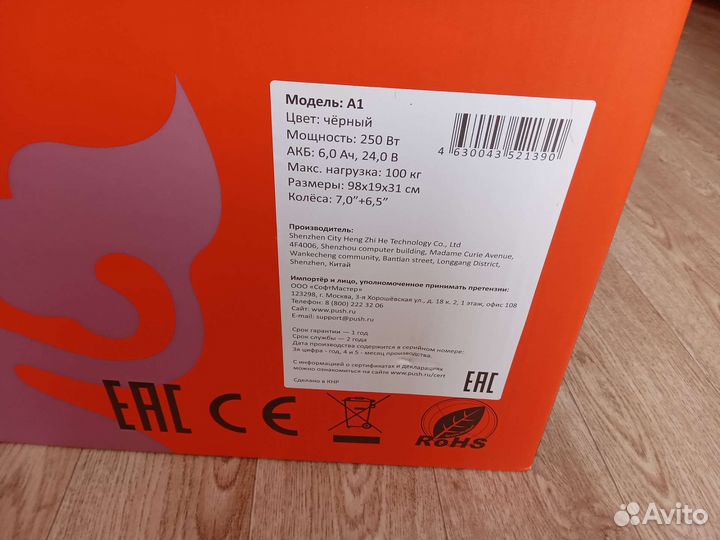 Модель: А1
Цвет: чёрный
Мощность: 250 Вт
АКБ: 6,0 Ач, 24,0 В
Макс. нагрузка: 100 кг
Размеры: 98х19х31 см
Колёса: 7,0”+6,5”
4 630043 521390
Производитель:
Shenzhen City Heng Zhi He Technology Co., Ltd
4F4006, Shenzhou computer building, Madame Curie Avenue,
Wankecheng community, Bantian street, Longgang District,
Shenzhen, Китай
Импортёр и лицо, уполномоченное принимать претензии:
ООО «СофтМастер»
123298, г. Москва, 3-я Хорошёвская ул., д. 18 к. 2, 1 этаж, офис 108
Телефон: 8 (800) 222 32 06
Сайт: www.push.ru
E-mail: support@push.ru
Срок гарантии — 1 год
Срок службы — 2 года
Дата производства содержится в серийном номере:
3я цифра - год, 4 и 5 - месяц производства.
С информацией о сертификатах и декларациях
можно ознакомиться на сайте www.push.ru/cert
Сделано в КНР
EAC
EAC CE
RoHS
Avito